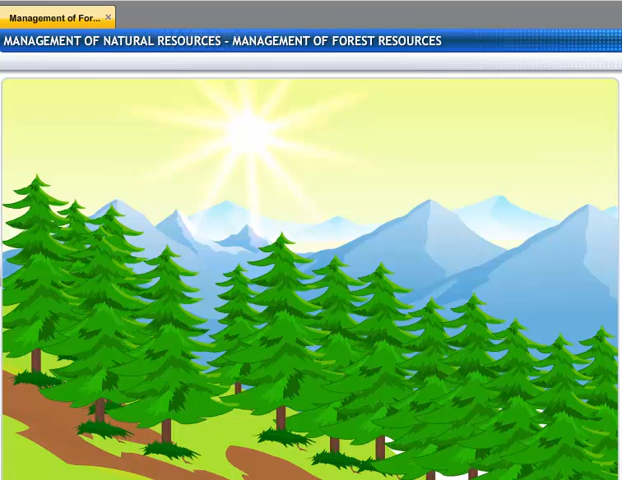 Management of For...
MANAGEMENT OF NATURAL RESOURCES - MANAGEMENT OF FOREST RESOURCES